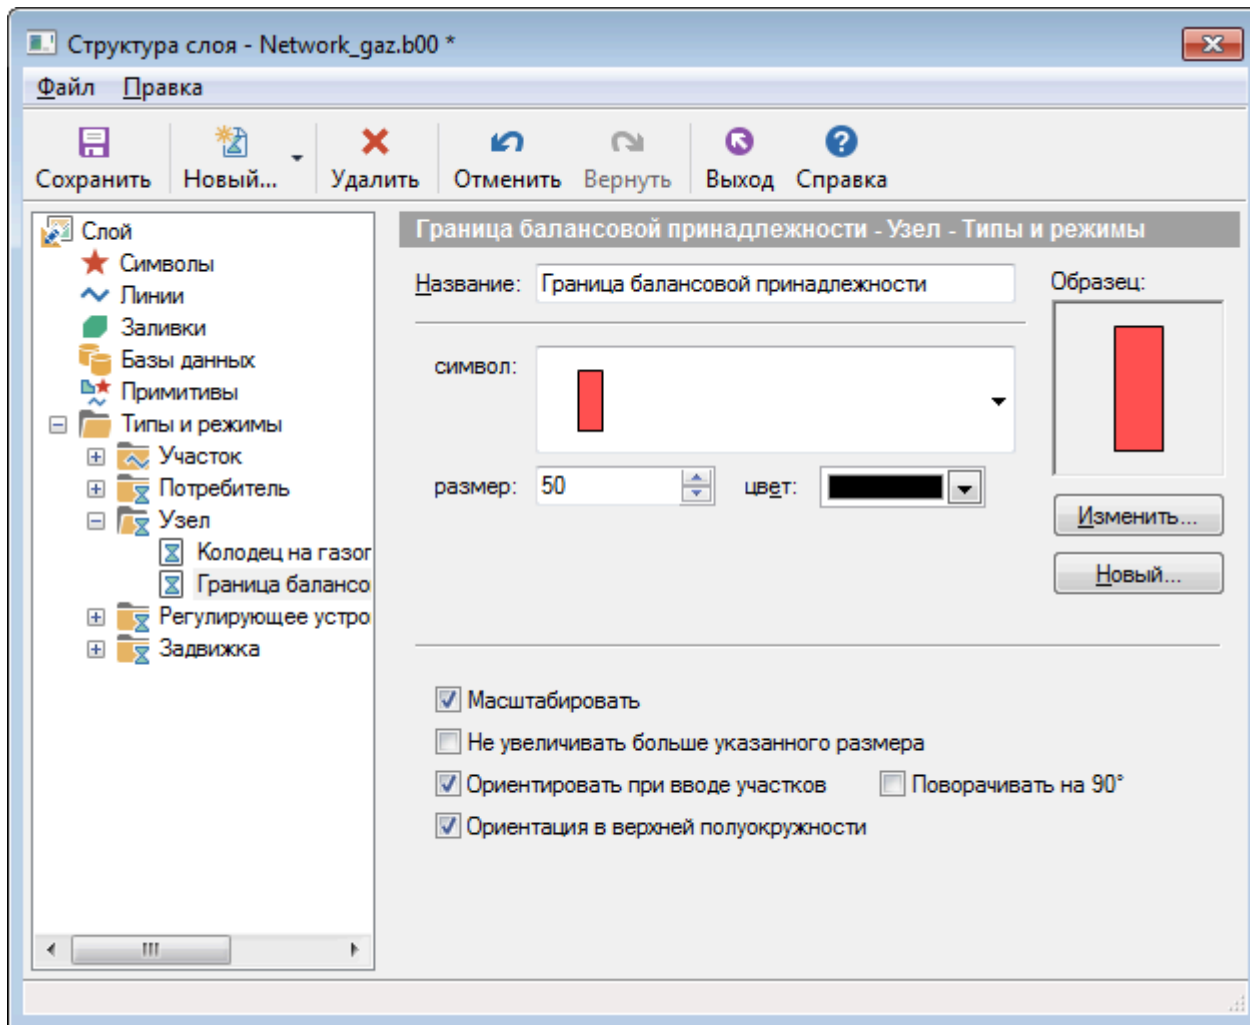 Структура слоя - Network_gaz.b00 *
Файл Правка
Сохранить Новый... Удалить Отменить Вернуть Выход Справка
Слой
Символы
Линии
Заливки
Базы данных
Примитивы
Типы и режимы
Участок
Потребитель
Узел
Колодец на газог
Граница балансо
Регулирующее устро
Задвижка
Граница балансовой принадлежности - Узел - Типы и режимы
Название: Граница балансовой принадлежности
Образец:
символ:
размер: 50 цвет:
Изменить...
Новый...
Масштабировать
Не увеличивать больше указанного размера
Ориентировать при вводе участков Поворачивать на 90°
Ориентация в верхней полуокружности